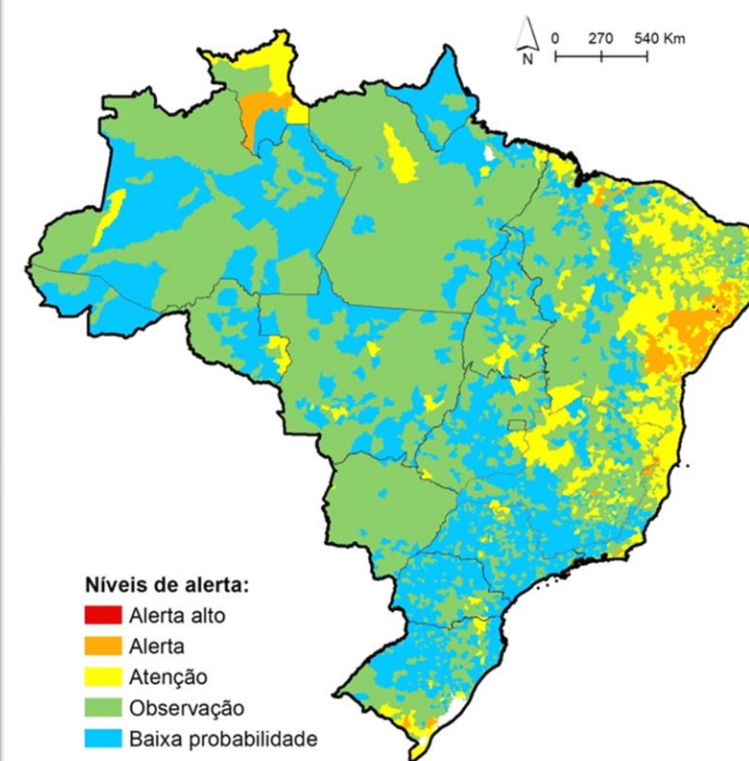 N
0 270 540 Km
Níveis de alerta:
Alerta alto
Alerta
Atenção
Observação
Baixa probabilidade